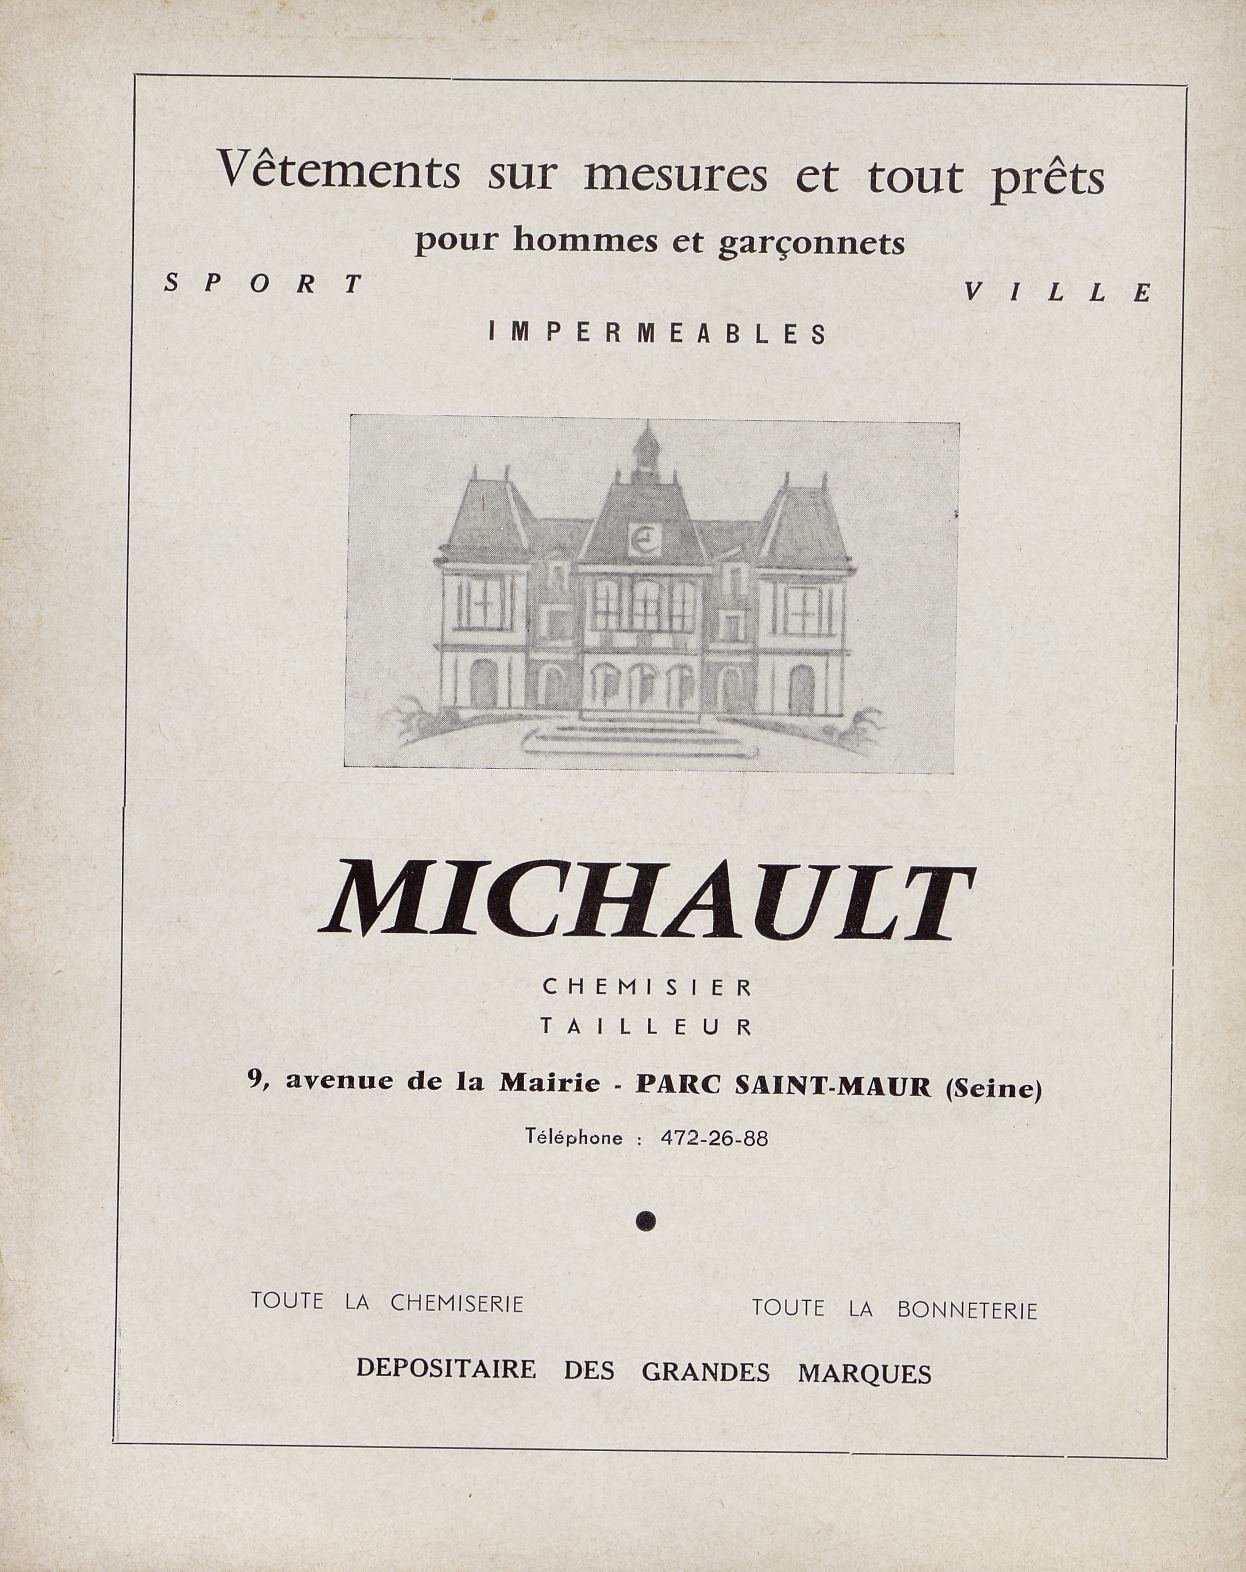 Vêtements sur mesures et tout prêts
pour hommes et garçonnets
SPORT
VILLE
IMPERMEABLES
MICHAULT
CHEMISIER
TAILLEUR
9, avenue de la Mairie - PARC SAINT-MAUR (Seine)
Téléphone : 472-26-88
TOUTE LA CHEMISERIE
TOUTE LA BONNETERIE
DEPOSITAIRE DES GRANDES MARQUES